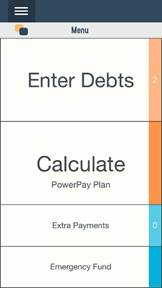 Menu
Enter Debts
2
Calculate
PowerPay Plan
Extra Payments
0
Emergency Fund